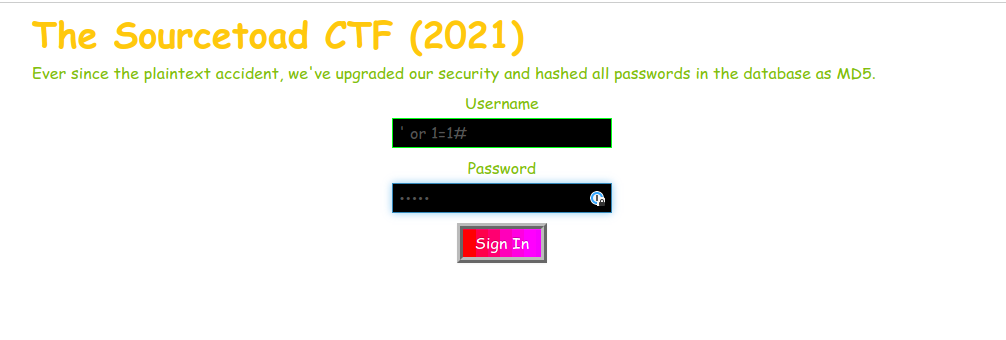 The Sourcetoad CTF (2021)
Ever since the plaintext accident, we've upgraded our security and hashed all passwords in the database as MD5.
Username
' or 1=1#
Password
•••••
Sign In